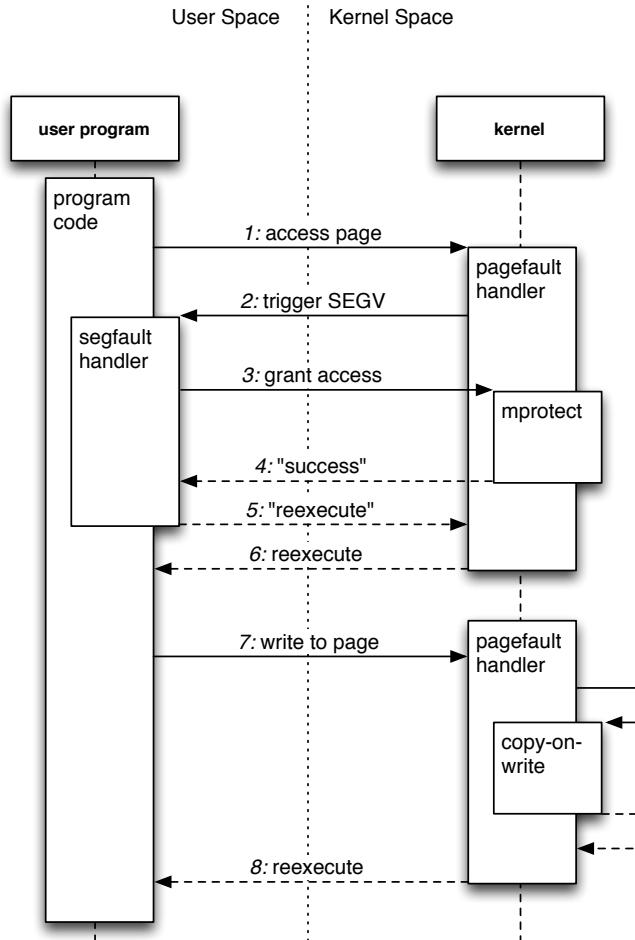 User Space
Kernel Space
user program
kernel
program
code
1: access page
pagefault
handler
2: trigger SEGV
segfault
handler
3: grant access
mprotect
4: "success"
5: "reexecute"
6: reexecute
7: write to page
pagefault
handler
copy-on-
write
8: reexecute